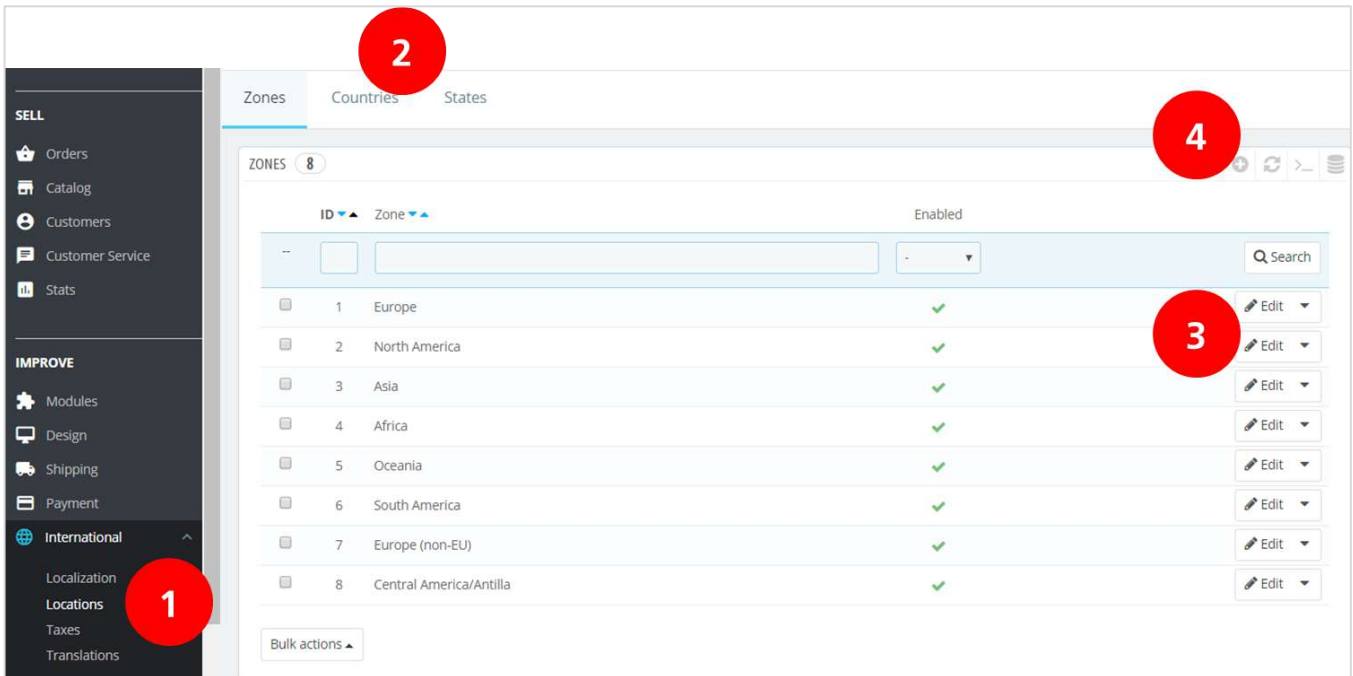 2
SELL
Orders
Catalog
Customers
Customer Service
Stats
IMPROVE
Modules
Design
Shipping
Payment
International
Localization
Locations
1
Taxes
Translations
Zones Countries States
4
ZONES 8
ID Zone Enabled
-- - Search
1 Europe Edit
3
2 North America Edit
3 Asia Edit
4 Africa Edit
5 Oceania Edit
6 South America Edit
7 Europe (non-EU) Edit
8 Central America/Antilla Edit
Bulk actions